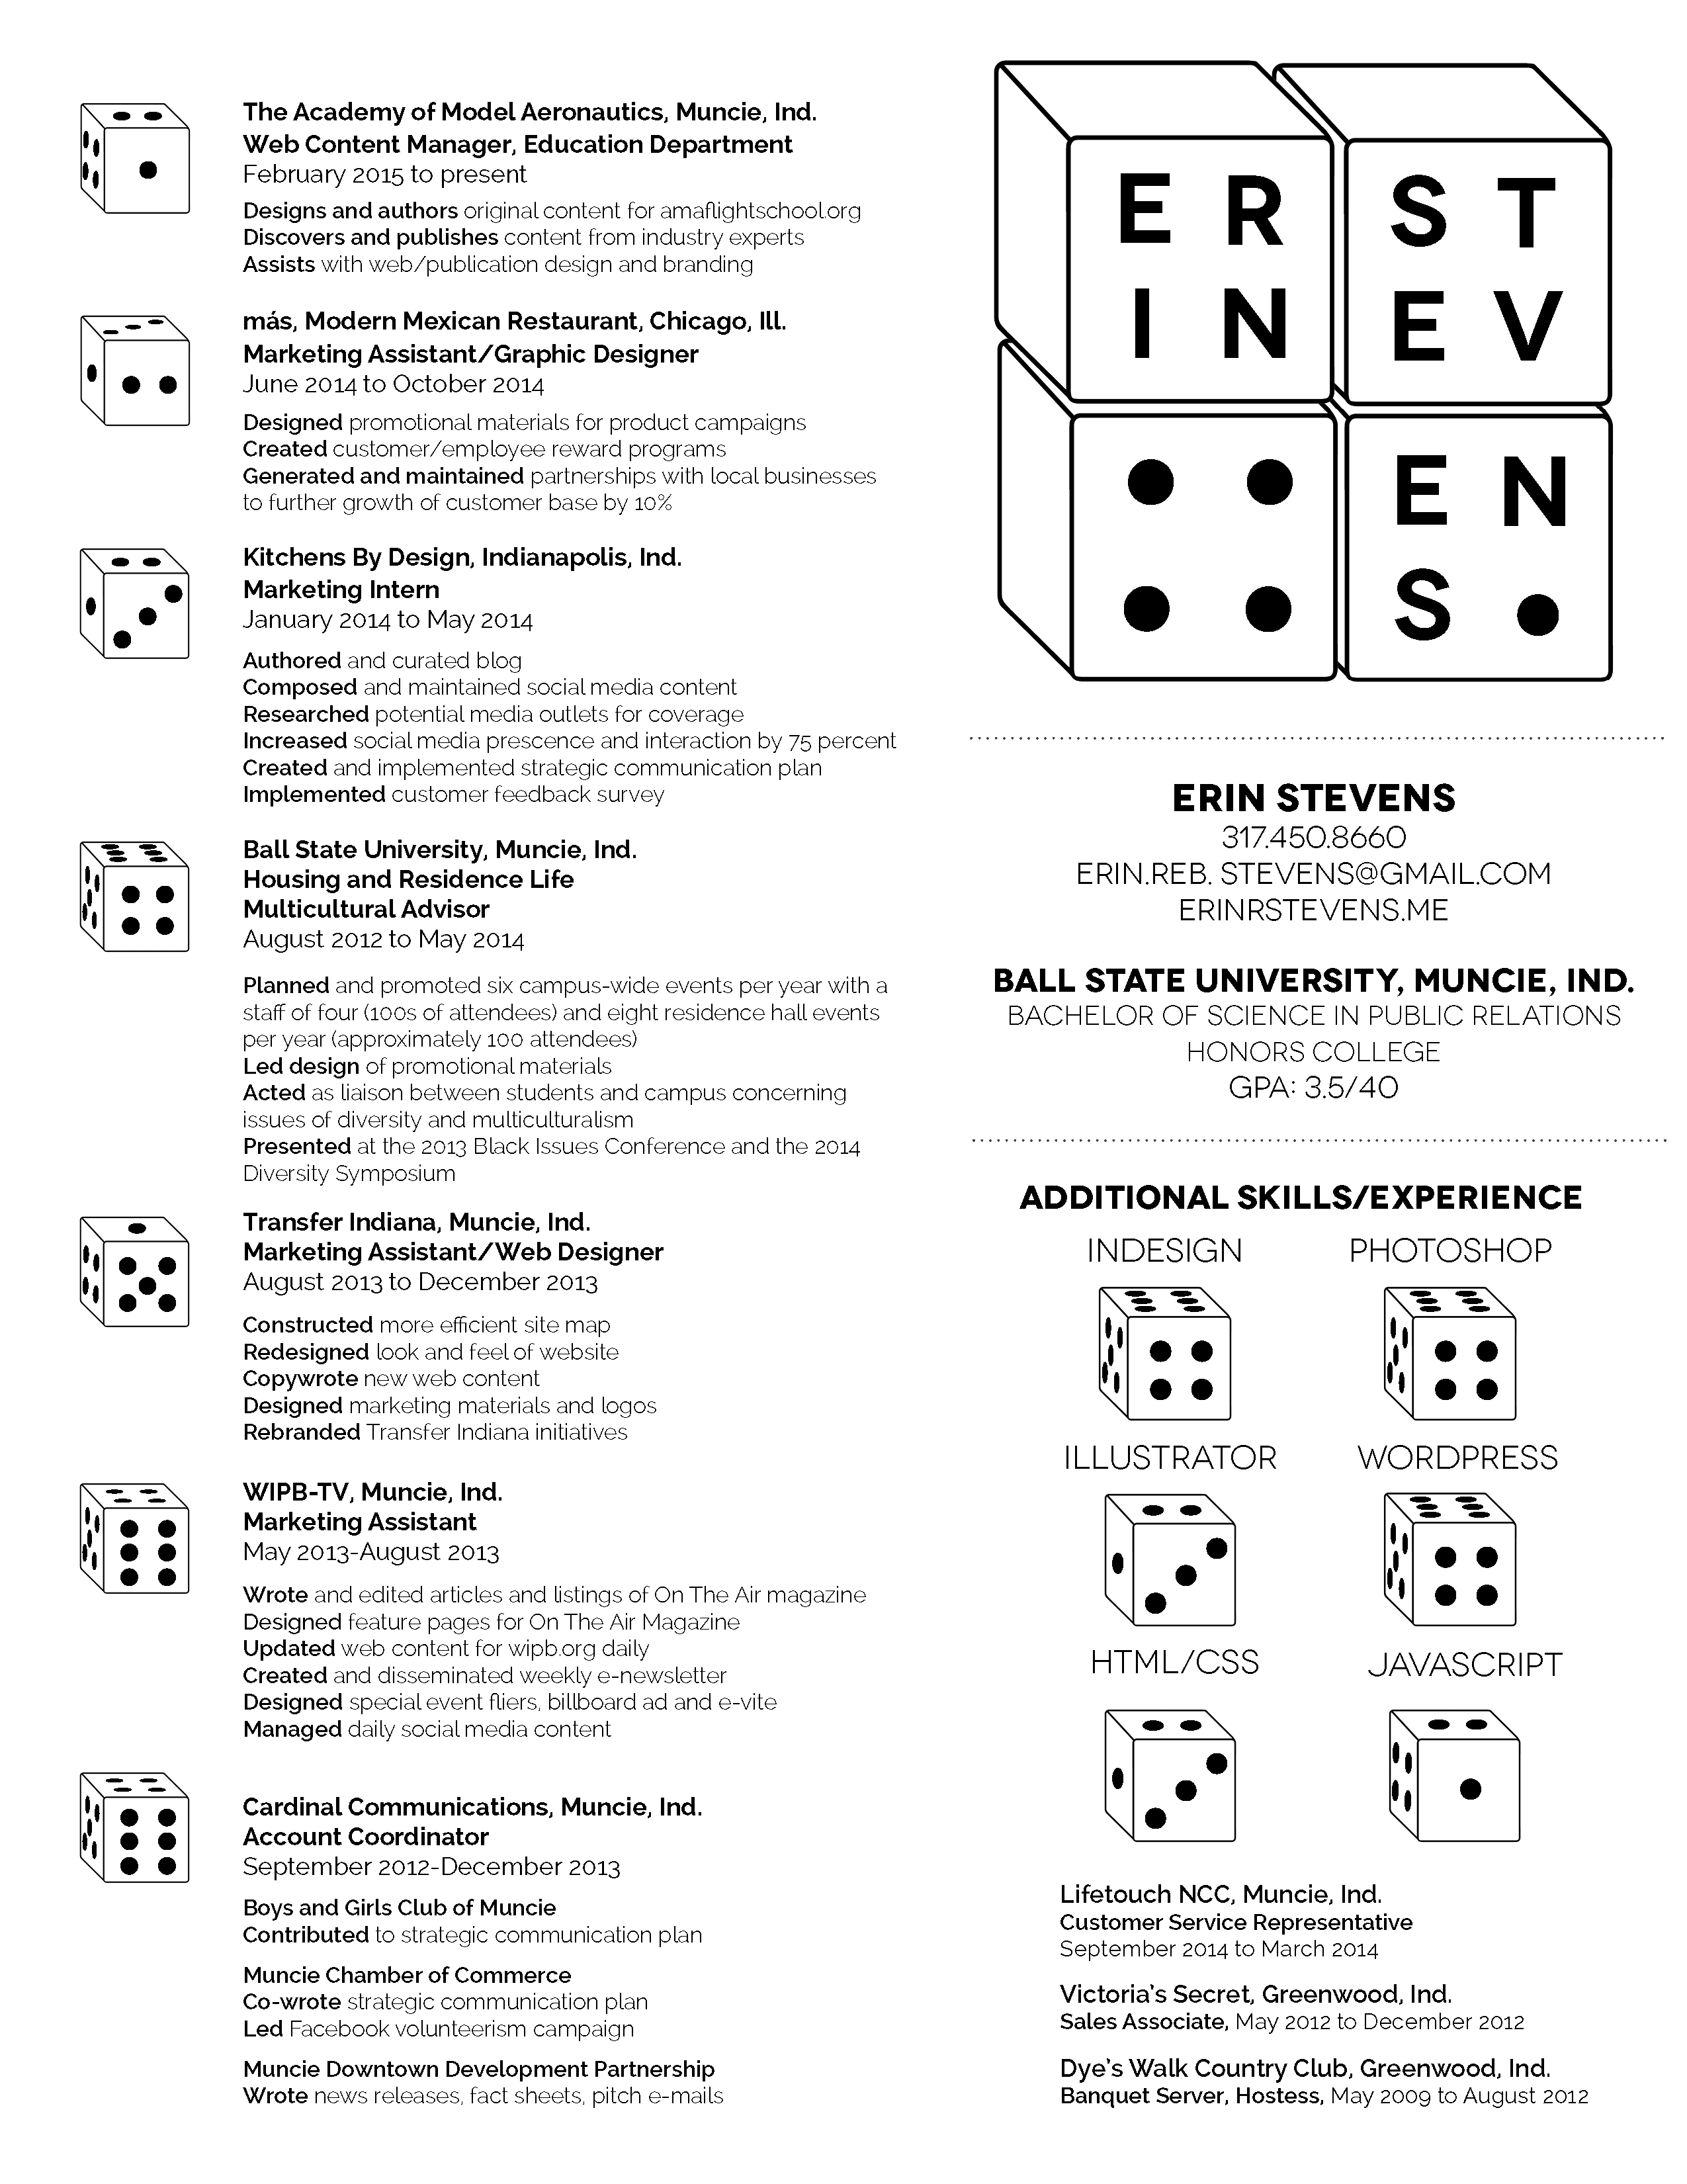 The Academy of Model Aeronautics, Muncie, Ind.
Web Content Manager, Education Department
February 2015 to present
Designs and authors original content for amaflightschool.org
Discovers and publishes content from industry experts
Assists with web/publication design and branding
más, Modern Mexican Restaurant, Chicago, Ill.
Marketing Assistant/Graphic Designer
June 2014 to October 2014
Designed promotional materials for product campaigns
Created customer/employee reward programs
Generated and maintained partnerships with local businesses
to further growth of customer base by 10%
Kitchens By Design, Indianapolis, Ind.
Marketing Intern
January 2014 to May 2014
Authored and curated blog
Composed and maintained social media content
Researched potential media outlets for coverage
Increased social media prescence and interaction by 75 percent
Created and implemented strategic communication plan
Implemented customer feedback survey
Ball State University, Muncie, Ind.
Housing and Residence Life
Multicultural Advisor
August 2012 to May 2014
Planned and promoted six campus-wide events per year with a
staff of four (100s of attendees) and eight residence hall events
per year (approximately 100 attendees)
Led design of promotional materials
Acted as liaison between students and campus concerning
issues of diversity and multiculturalism
Presented at the 2013 Black Issues Conference and the 2014
Diversity Symposium
Transfer Indiana, Muncie, Ind.
Marketing Assistant/Web Designer
August 2013 to December 2013
Constructed more efficient site map
Redesigned look and feel of website
Copywrote new web content
Designed marketing materials and logos
Rebranded Transfer Indiana initiatives
WIPB-TV, Muncie, Ind.
Marketing Assistant
May 2013-August 2013
Wrote and edited articles and listings of On The Air magazine
Designed feature pages for On The Air Magazine
Updated web content for wipb.org daily
Created and disseminated weekly e-newsletter
Designed special event fliers, billboard ad and e-vite
Managed daily social media content
Cardinal Communications, Muncie, Ind.
Account Coordinator
September 2012-December 2013
Boys and Girls Club of Muncie
Contributed to strategic communication plan
Muncie Chamber of Commerce
Co-wrote strategic communication plan
Led Facebook volunteerism campaign
Muncie Downtown Development Partnership
Wrote news releases, fact sheets, pitch e-mails
E R
I N
S T
E V
E N
S
ERIN STEVENS
317.450.8660
ERIN.REB. STEVENS@GMAIL.COM
ERINRSTEVENS.ME
BALL STATE UNIVERSITY, MUNCIE, IND.
BACHELOR OF SCIENCE IN PUBLIC RELATIONS
HONORS COLLEGE
GPA: 3.5/40
ADDITIONAL SKILLS/EXPERIENCE
INDESIGN PHOTOSHOP
ILLUSTRATOR WORDPRESS
HTML/CSS JAVASCRIPT
Lifetouch NCC, Muncie, Ind.
Customer Service Representative
September 2014 to March 2014
Victoria's Secret, Greenwood, Ind.
Sales Associate, May 2012 to December 2012
Dye's Walk Country Club, Greenwood, Ind.
Banquet Server, Hostess, May 2009 to August 2012